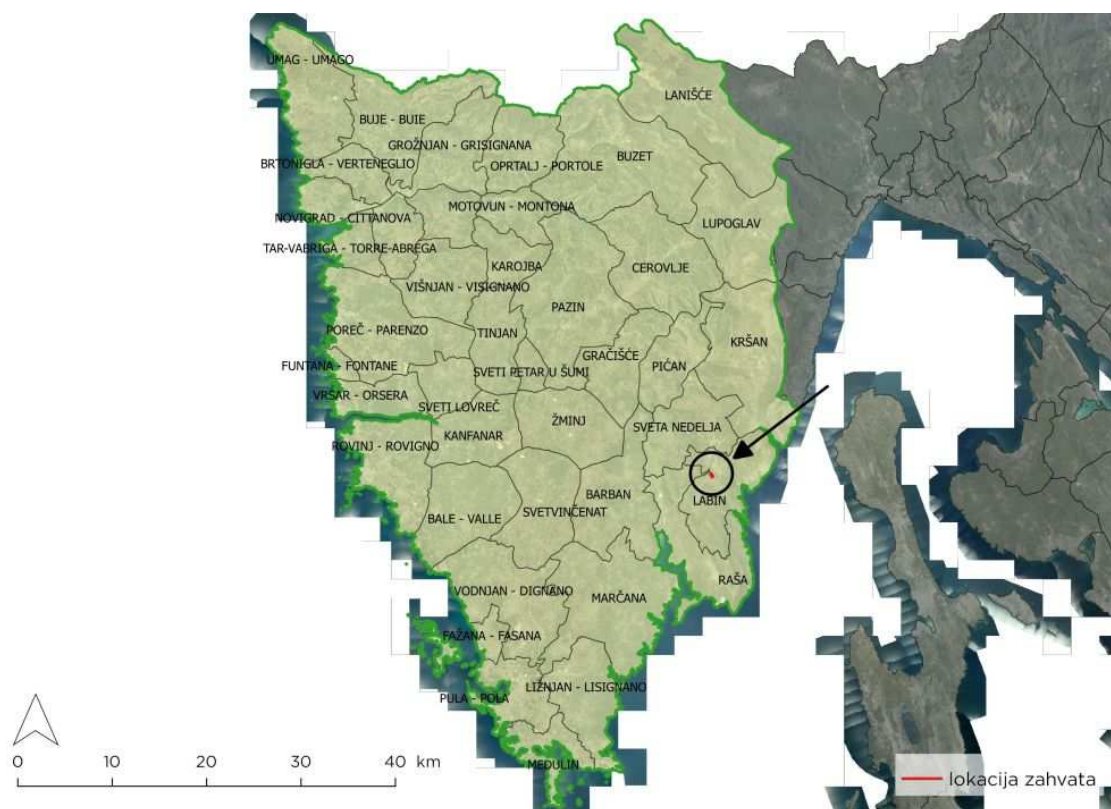 UMAG - UMAGO
LANIŠĆE
BUJE - BUIE
GROŽNJAN - GRISIGNANA
BUZET
BRTONIGLA - VERTENEGLIO
OPRTALJ - PORTOLE
MOTOVUN - MONTONA
NOVIGRAD - CITTANOVA
LUPOGLAV
TAR-VABRIGA - TORRE-ABREGA
KAROJBA
CEROVLJE
VIŠNJAN - VISIGNANO
PAZIN
POREČ - PARENZO
TINJAN
KRŠAN
GRAČIŠĆE
FUNTANA - FONTANE
SVETI PETAR U ŠUMI
PIĆAN
VRSAR - ORSERA
SVETI LOVREČ
ŽMINJ
SVETA NEDELJA
KANFANAR
ROVINJ - ROVIGNO
BARBAN
LABIN
BALE - VALLE
SVETVINČENAT
RAŠA
VODNJAN - DIGNANO
MARČANA
FAŽANA - FASANA
LIŽNJAN - LISIGNANO
PULA - POLA
MEDULIN
0 10 20 30 40 km
lokacija zahvata